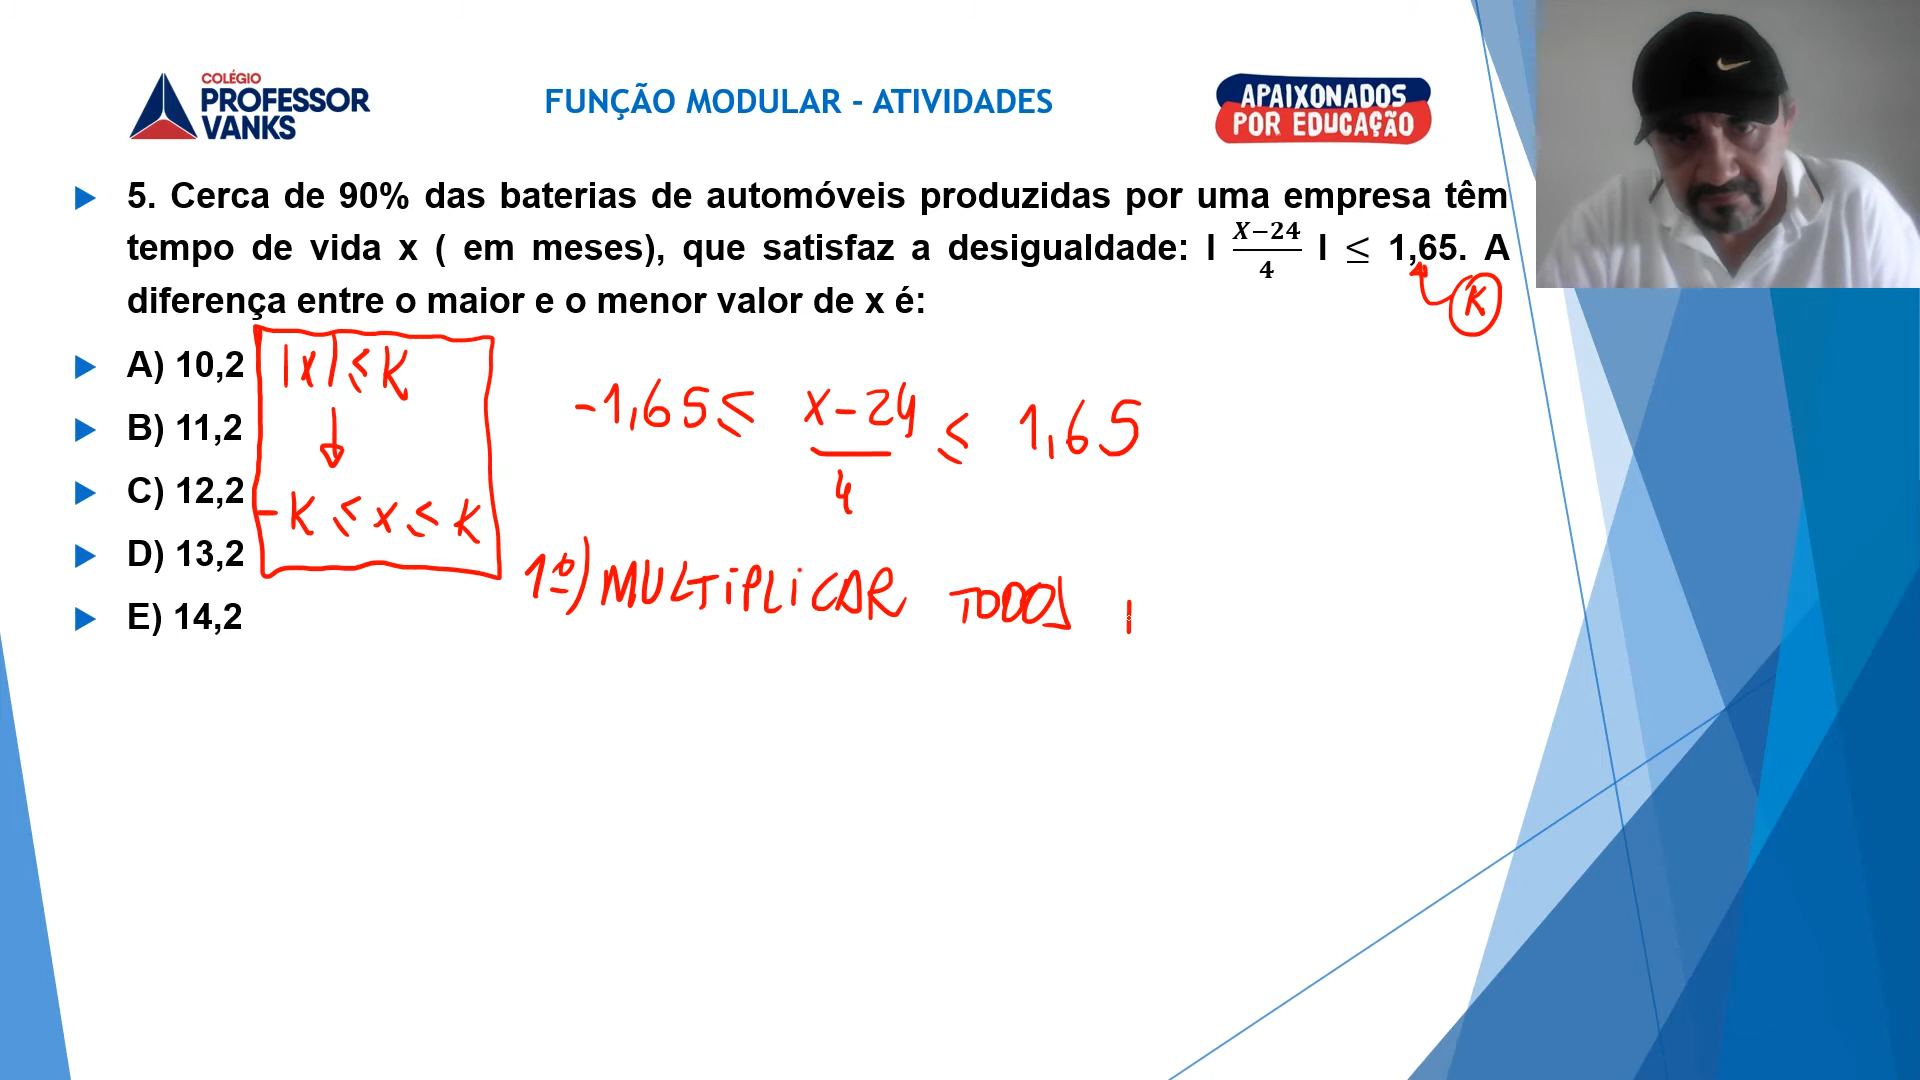 COLÉGIO
PROFESSOR
VANKS
FUNÇÃO MODULAR - ATIVIDADES
APAIXONADOS
POR EDUCAÇÃO
5. Cerca de 90% das baterias de automóveis produzidas por uma empresa têm
tempo de vida x ( em meses), que satisfaz a desigualdade: l (X−24)/4 l ≤ 1,65. A
diferença entre o maior e o menor valor de x é:
K
A) 10,2
B) 11,2
C) 12,2
D) 13,2
E) 14,2
|x| ≤ K
-K ≤ x ≤ K
-1,65 ≤ (x-24)/4 ≤ 1,65
1º) MULTIPLICAR TODOS